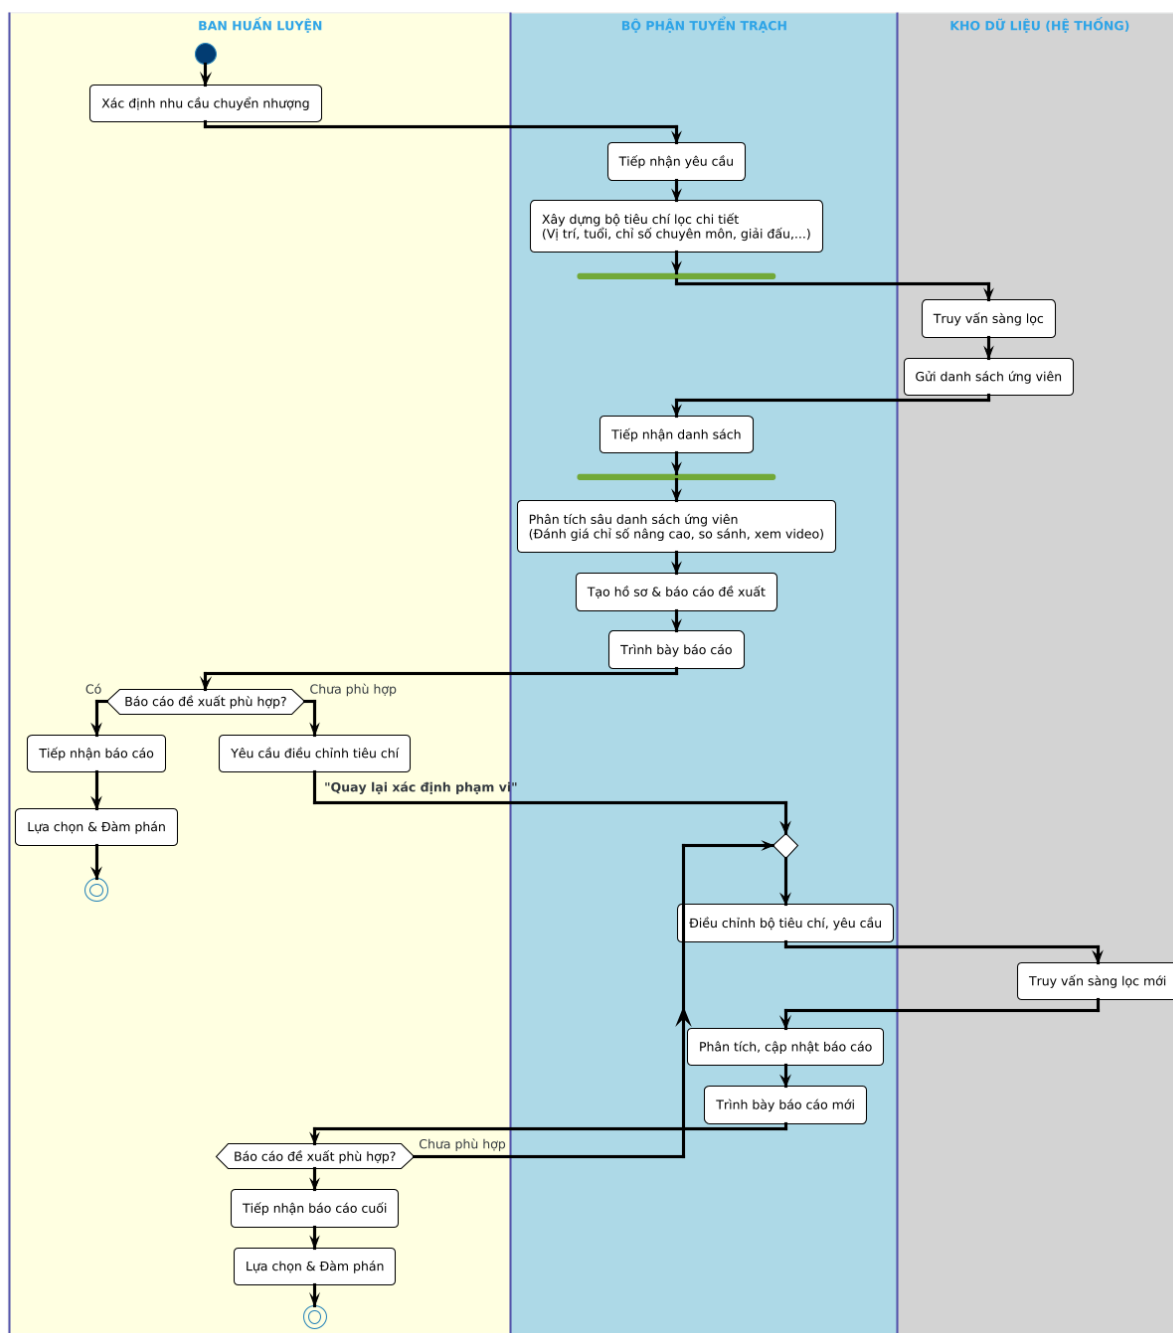 BAN HUẤN LUYỆN
BỘ PHẬN TUYỂN TRẠCH
KHO DỮ LIỆU (HỆ THỐNG)
Xác định nhu cầu chuyển nhượng
Tiếp nhận yêu cầu
Xây dựng bộ tiêu chí lọc chi tiết
(Vị trí, tuổi, chỉ số chuyên môn, giải đấu,...)
Truy vấn sàng lọc
Gửi danh sách ứng viên
Tiếp nhận danh sách
Phân tích sâu danh sách ứng viên
(Đánh giá chỉ số nâng cao, so sánh, xem video)
Tạo hồ sơ & báo cáo đề xuất
Trình bày báo cáo
Có
Báo cáo đề xuất phù hợp?
Chưa phù hợp
Tiếp nhận báo cáo
Yêu cầu điều chỉnh tiêu chí
"Quay lại xác định phạm vi"
Lựa chọn & Đàm phán
Điều chỉnh bộ tiêu chí, yêu cầu
Truy vấn sàng lọc mới
Phân tích, cập nhật báo cáo
Trình bày báo cáo mới
Báo cáo đề xuất phù hợp?
Chưa phù hợp
Tiếp nhận báo cáo cuối
Lựa chọn & Đàm phán